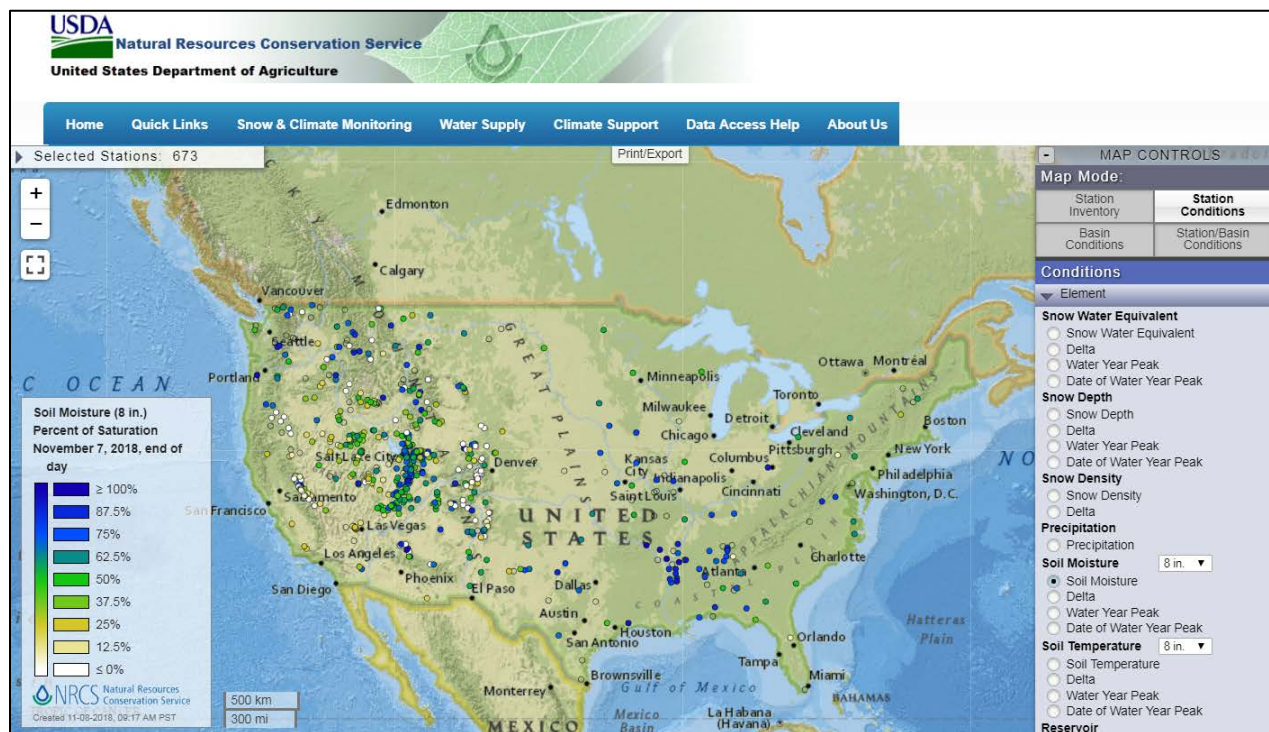 USDA
Natural Resources Conservation Service
United States Department of Agriculture
Home Quick Links Snow & Climate Monitoring Water Supply Climate Support Data Access Help About Us
Selected Stations: 673
Print/Export
+
−
Edmonton
Calgary
Vancouver
Seattle
Portland
Ottawa Montréal
Minneapolis
Toronto
Milwaukee
Detroit
Boston
Chicago
Cleveland
New York
Salt Lake City
Denver
Kansas City
Columbus
Pittsburgh
Indianapolis
Philadelphia
Saint Louis
Cincinnati
Washington, D.C.
Sacramento
San Francisco
Las Vegas
UNITED
STATES
GREAT PLAINS
APPALACHIAN MOUNTAINS
Los Angeles
Charlotte
Phoenix
Atlanta
San Diego
El Paso
Dallas
COASTAL PLAIN
Austin
Houston
San Antonio
Hatteras
Plain
Orlando
Tampa
Brownsville
Miami
Monterrey
Gulf of Mexico
BAHAMAS
La Habana
(Havana)
Mexico
Basin
MEXICO
C OCEAN
NO
Soil Moisture (8 in.)
Percent of Saturation
November 7, 2018, end of
day
≥ 100%
87.5%
75%
62.5%
50%
37.5%
25%
12.5%
≤ 0%
NRCS Natural Resources
Conservation Service
Created 11-08-2018, 09:17 AM PST
500 km
300 mi
- MAP CONTROLS
Map Mode:
Station
Inventory
Station
Conditions
Basin
Conditions
Station/Basin
Conditions
Conditions
Element
Snow Water Equivalent
Snow Water Equivalent
Delta
Water Year Peak
Date of Water Year Peak
Snow Depth
Snow Depth
Delta
Water Year Peak
Date of Water Year Peak
Snow Density
Snow Density
Delta
Precipitation
Precipitation
Soil Moisture 8 in.
Soil Moisture
Delta
Water Year Peak
Date of Water Year Peak
Soil Temperature 8 in.
Soil Temperature
Delta
Water Year Peak
Date of Water Year Peak
Reservoir